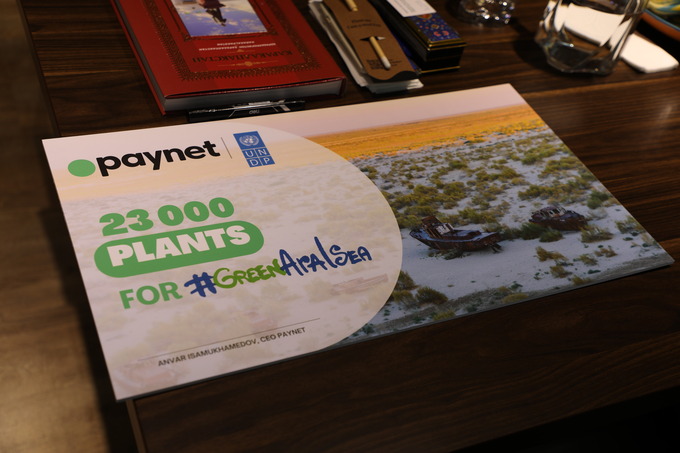 paynet
UN
DP
23 000
PLANTS
FOR #GreenAralSea
ANVAR ISAMUKHAMEDOV, CEO PAYNET